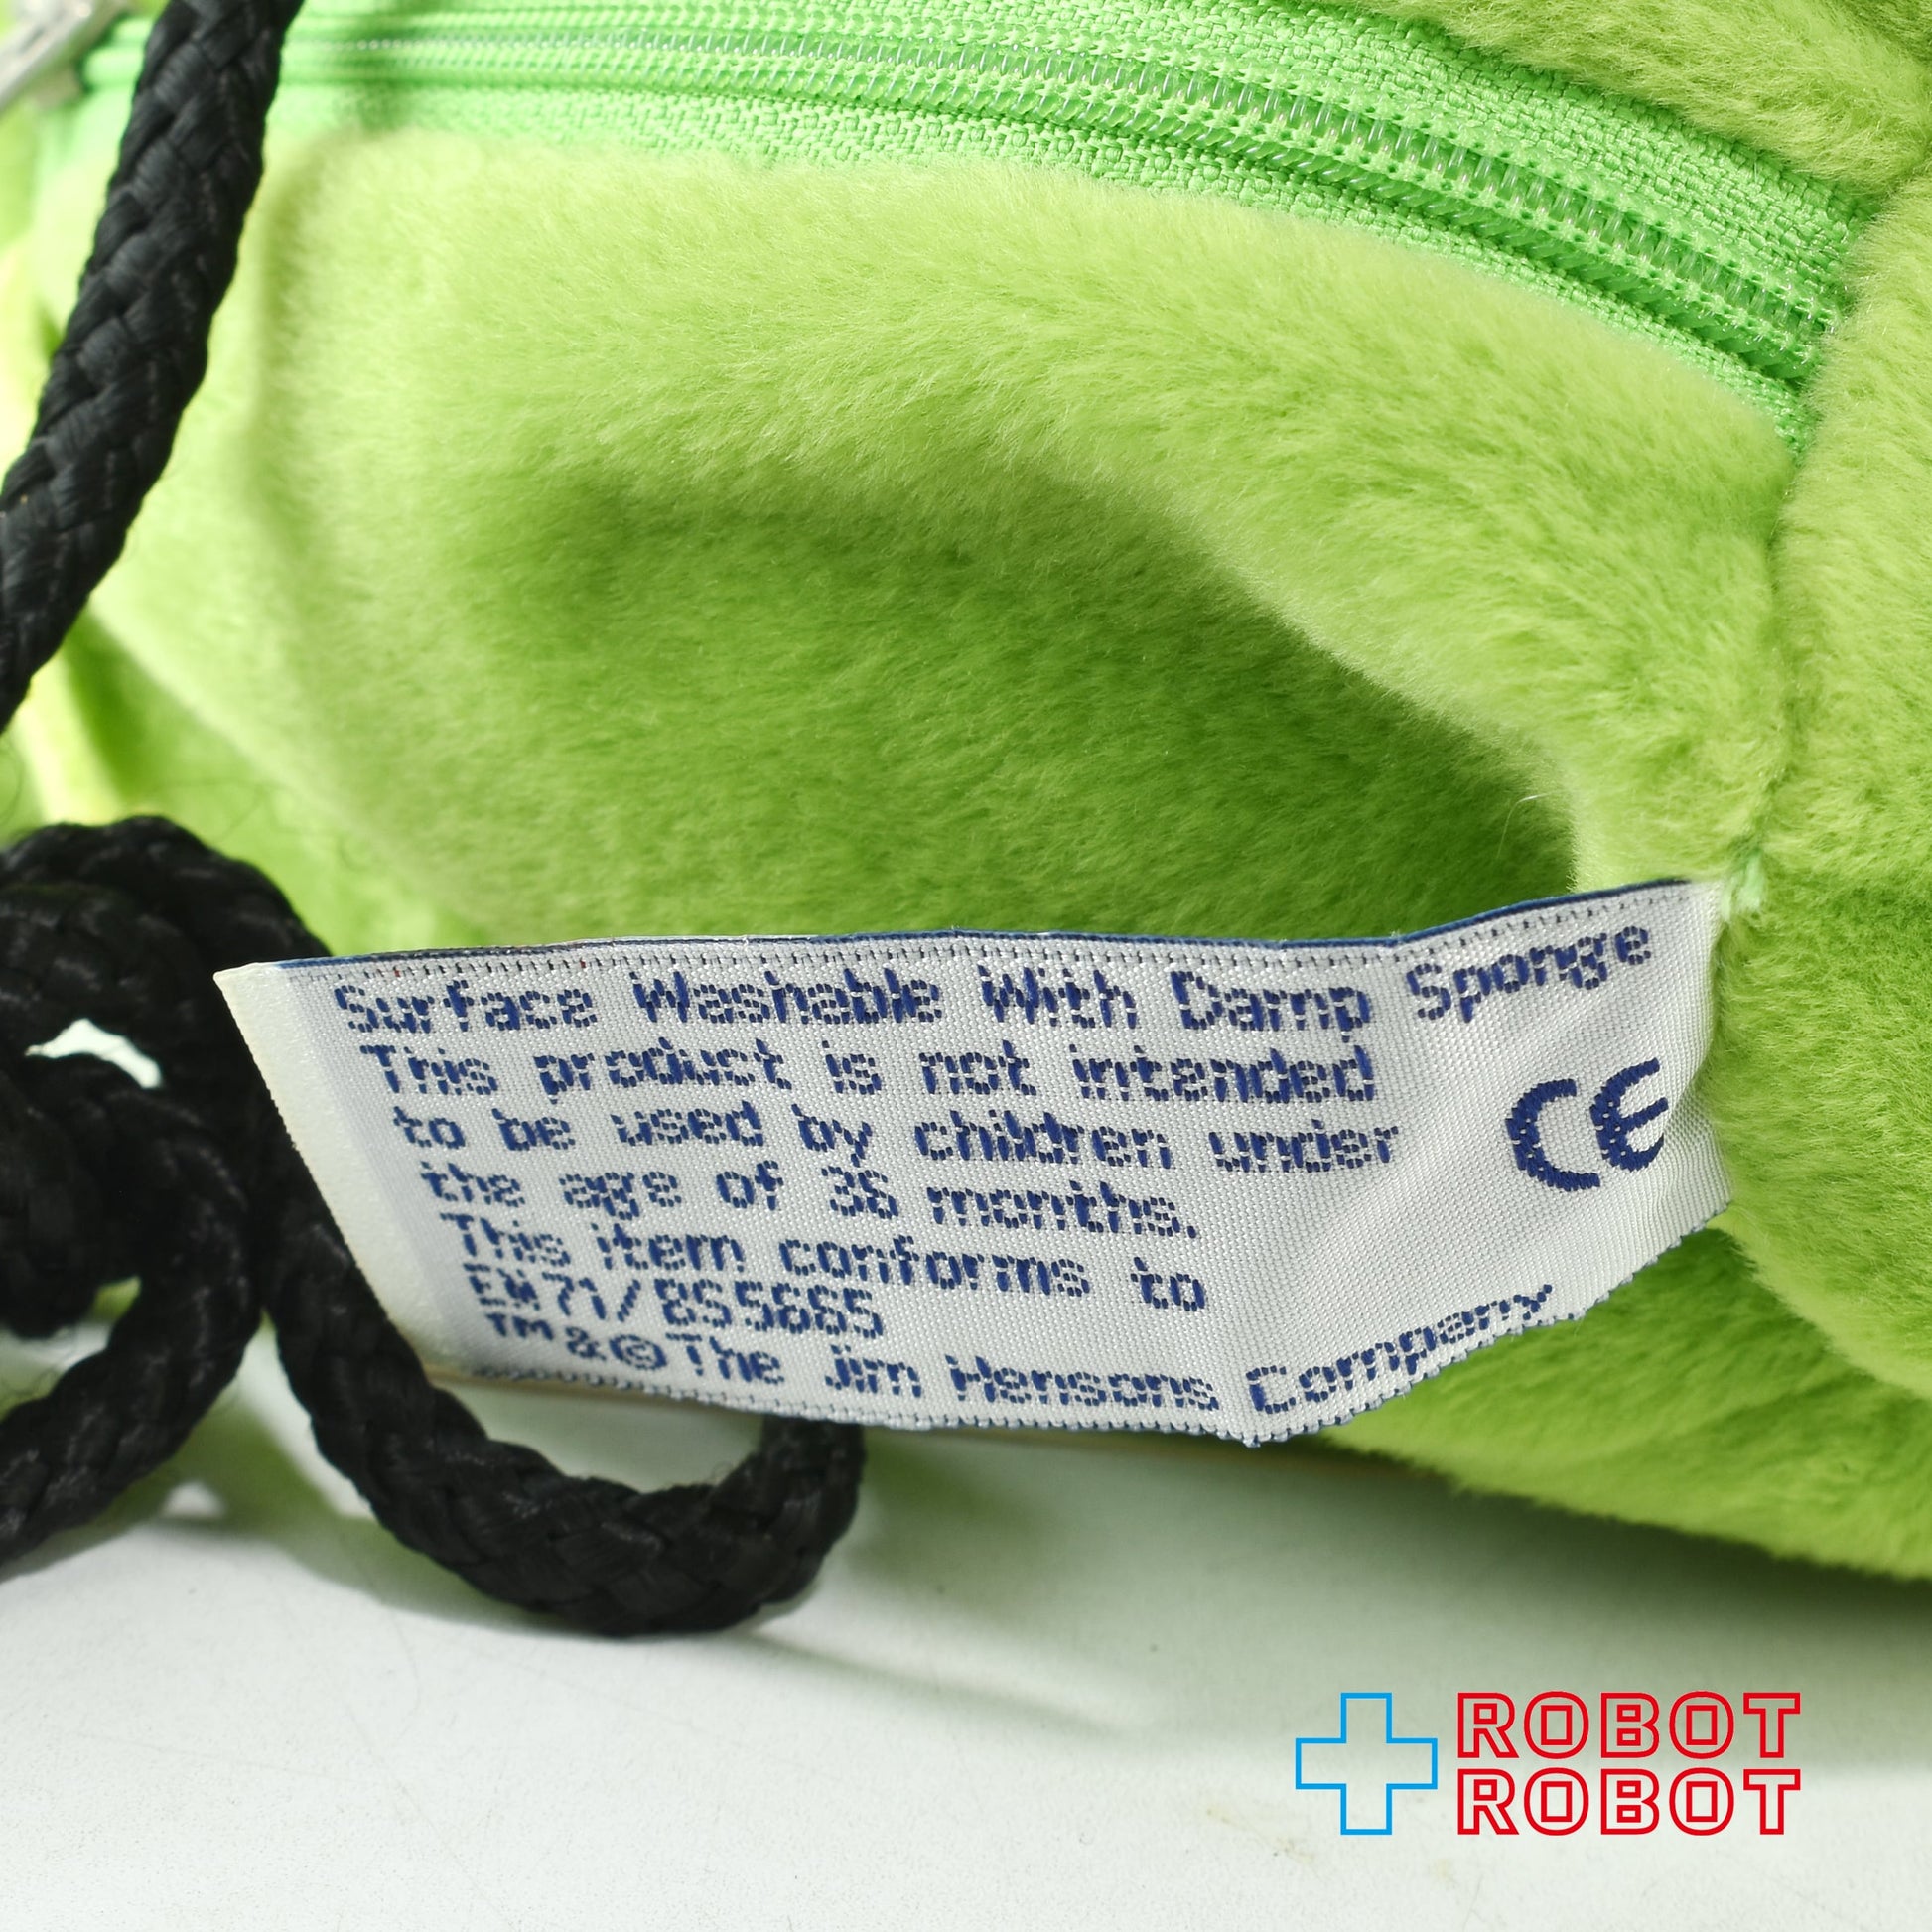 Surface Washable With Damp Sponge
This product is not intended
to be used by children under
the age of 36 months.
This item conforms to
EN71/BS5665
TM & © The Jim Hensons Company
CE
ROBOT
ROBOT